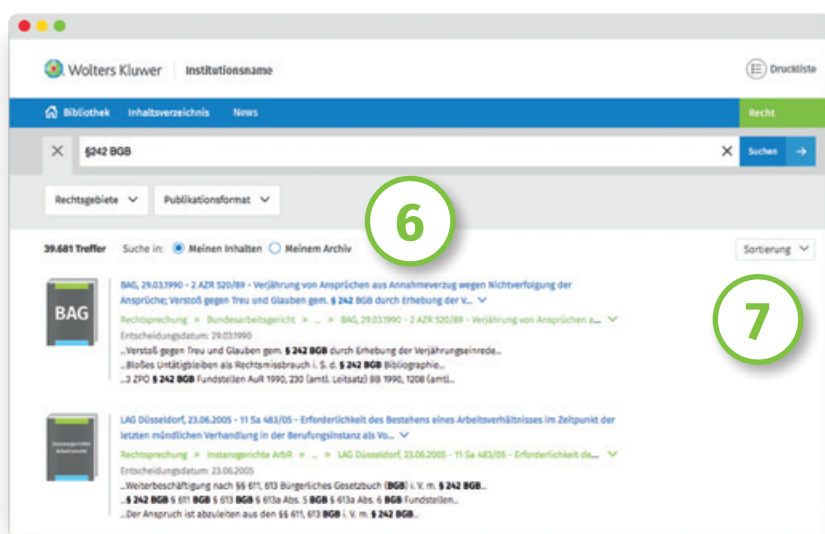 Wolters Kluwer Institutionsname
Druckliste
Bibliothek Inhaltsverzeichnis News
Recht
§242 BGB
Suchen
Rechtsgebiete Publikationsformat
6
39.681 Treffer Suche in: Meinen Inhalten Meinem Archiv
Sortierung
7
BAG
BAG, 29.03.1990 - 2 AZR 520/89 - Verjährung von Ansprüchen aus Annahmeverzug wegen Nichtverfolgung der
Ansprüche; Verstoß gegen Treu und Glauben gem. § 242 BGB durch Erhebung der V...
Rechtsprechung » Bundesarbeitsgericht » ... » BAG, 29.03.1990 - 2 AZR 520/89 - Verjährung von Ansprüchen a...
Entscheidungsdatum: 29.03.1990
...Verstoß gegen Treu und Glauben gem. § 242 BGB durch Erhebung der Verjährungseinrede...
...Bloßes Untätigbleiben als Rechtsmissbrauch i. S. d. § 242 BGB Bibliographie...
...3 ZPO § 242 BGB Fundstellen AuR 1990, 230 (amtl. Leitsatz) BB 1990, 1208 (amtl...
Instanzgerichte
Arbeitsrecht
LAG Düsseldorf, 23.06.2005 - 11 Sa 483/05 - Erforderlichkeit des Bestehens eines Arbeitsverhältnisses im Zeitpunkt der
letzten mündlichen Verhandlung in der Berufungsinstanz als Vo...
Rechtsprechung » Instanzgerichte ArbR » ... » LAG Düsseldorf, 23.06.2005 - 11 Sa 483/05 - Erforderlichkeit de...
Entscheidungsdatum: 23.06.2005
...Weiterbeschäftigung nach §§ 611, 613 Bürgerliches Gesetzbuch (BGB) i. V. m. § 242 BGB...
...§ 242 BGB § 611 BGB § 613 BGB § 613a Abs. 5 BGB § 613a Abs. 6 BGB Fundstellen...
...Der Anspruch ist abzuleiten aus den §§ 611, 613 BGB i. V. m. § 242 BGB...